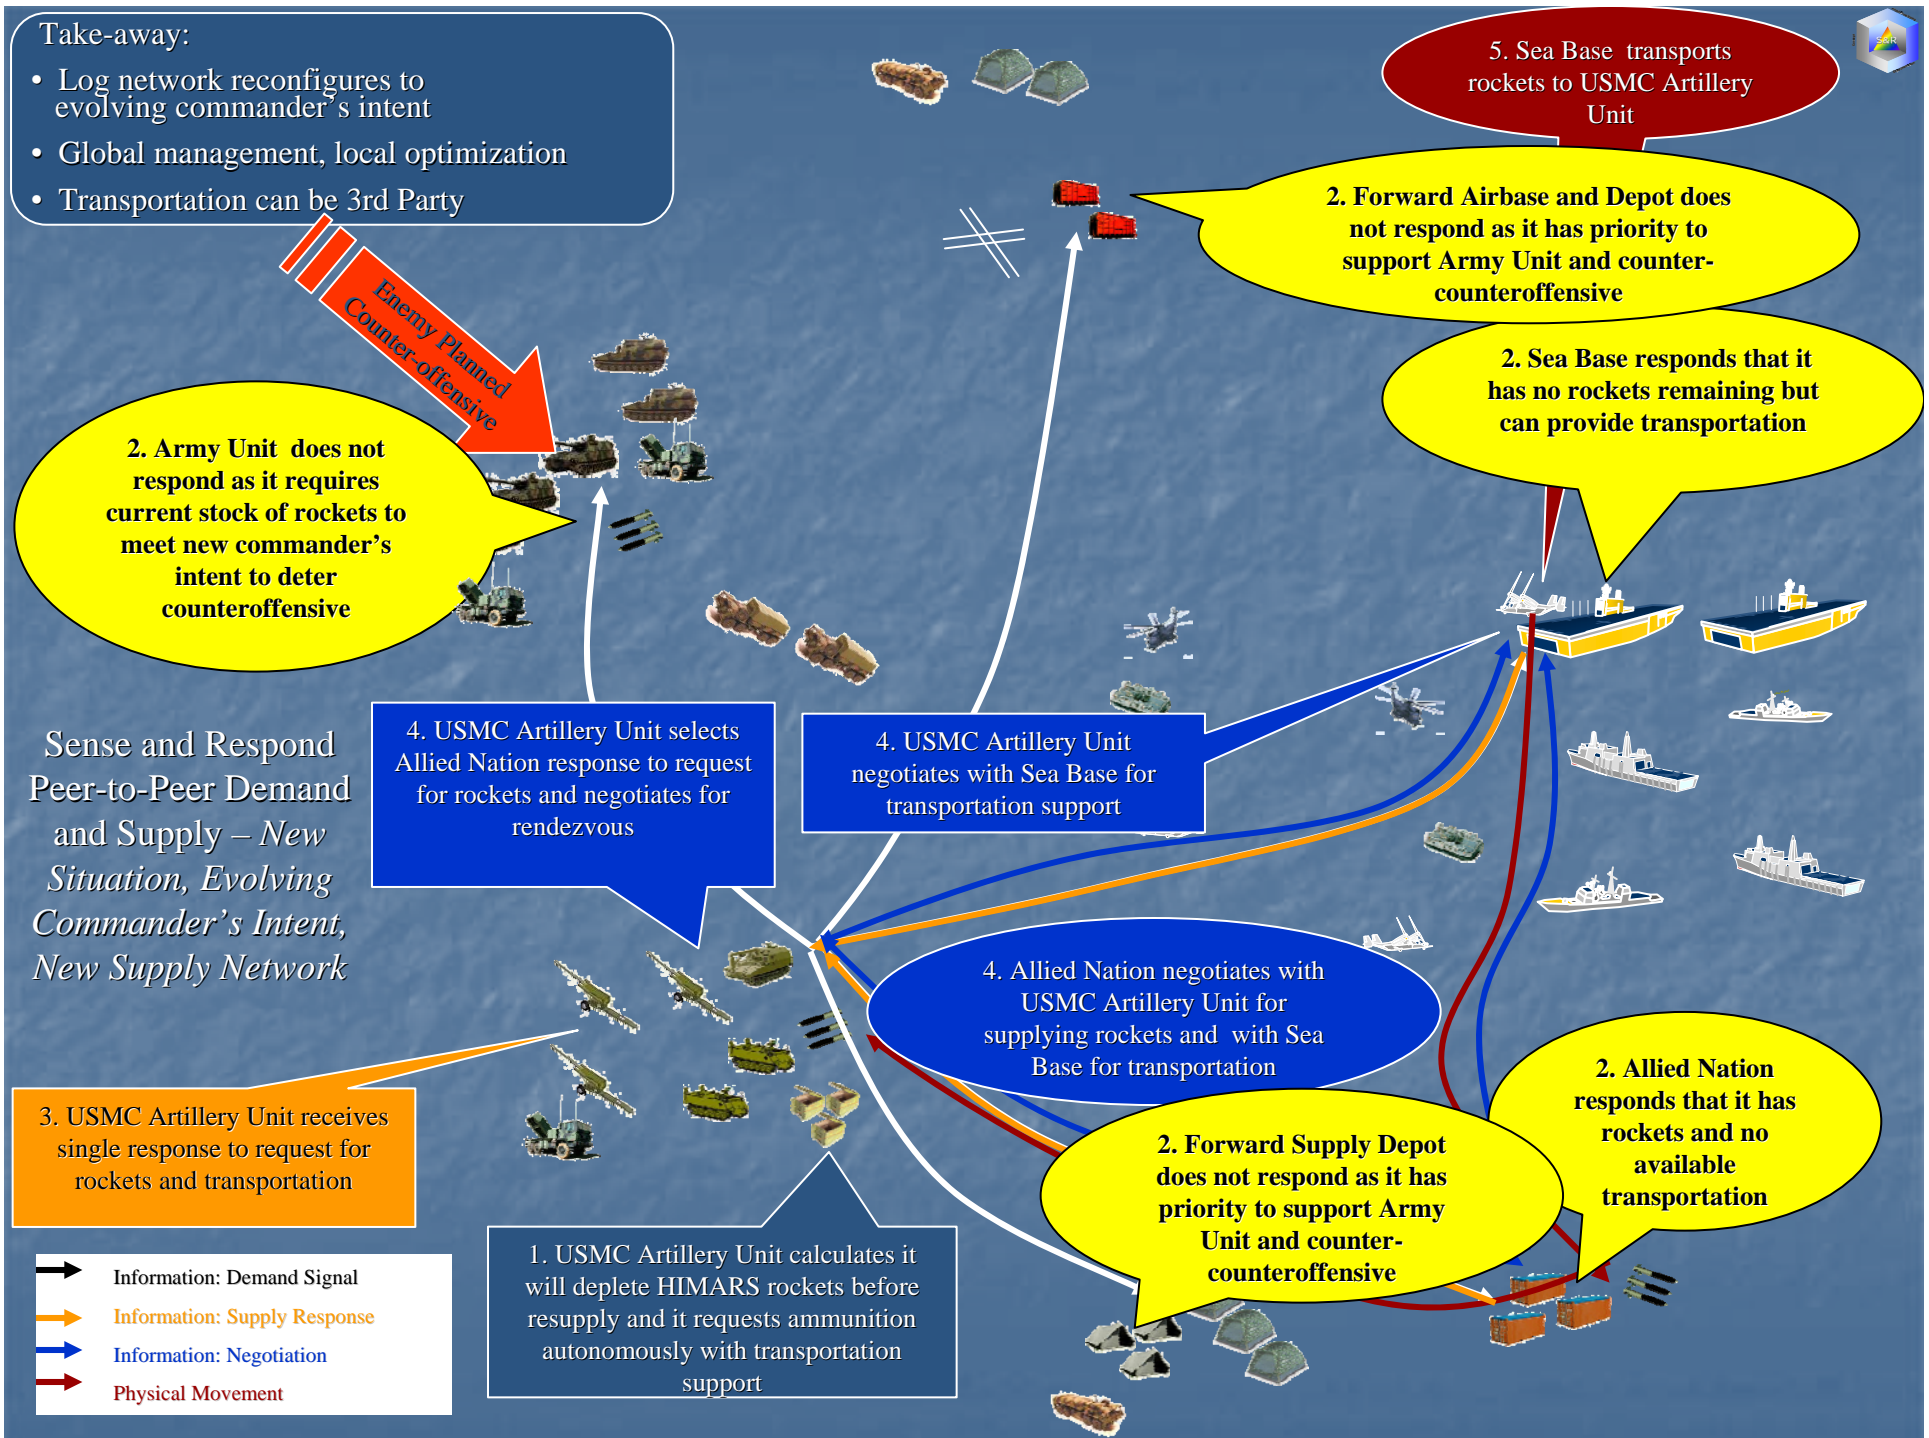 Take-away:
• Log network reconfigures to
evolving commander's intent
• Global management, local optimization
• Transportation can be 3rd Party
5. Sea Base transports
rockets to USMC Artillery
Unit
S&R
2. Forward Airbase and Depot does
not respond as it has priority to
support Army Unit and counter-
counteroffensive
Enemy Planned
Counter-offensive
2. Sea Base responds that it
has no rockets remaining but
can provide transportation
2. Army Unit does not
respond as it requires
current stock of rockets to
meet new commander's
intent to deter
counteroffensive
Sense and Respond
Peer-to-Peer Demand
and Supply – New
Situation, Evolving
Commander's Intent,
New Supply Network
4. USMC Artillery Unit selects
Allied Nation response to request
for rockets and negotiates for
rendezvous
4. USMC Artillery Unit
negotiates with Sea Base for
transportation support
4. Allied Nation negotiates with
USMC Artillery Unit for
supplying rockets and with Sea
Base for transportation
2. Allied Nation
responds that it has
rockets and no
available
transportation
3. USMC Artillery Unit receives
single response to request for
rockets and transportation
2. Forward Supply Depot
does not respond as it has
priority to support Army
Unit and counter-
counteroffensive
1. USMC Artillery Unit calculates it
will deplete HIMARS rockets before
resupply and it requests ammunition
autonomously with transportation
support
Information: Demand Signal
Information: Supply Response
Information: Negotiation
Physical Movement